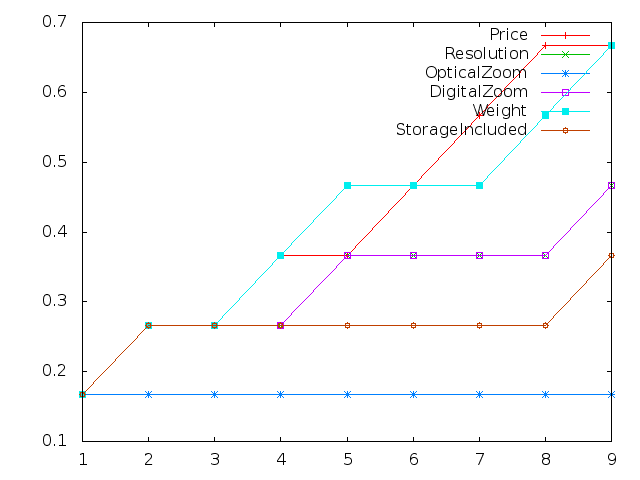 0.7
0.6
0.5
0.4
0.3
0.2
0.1
1 2 3 4 5 6 7 8 9
Price
Resolution
OpticalZoom
DigitalZoom
Weight
StorageIncluded